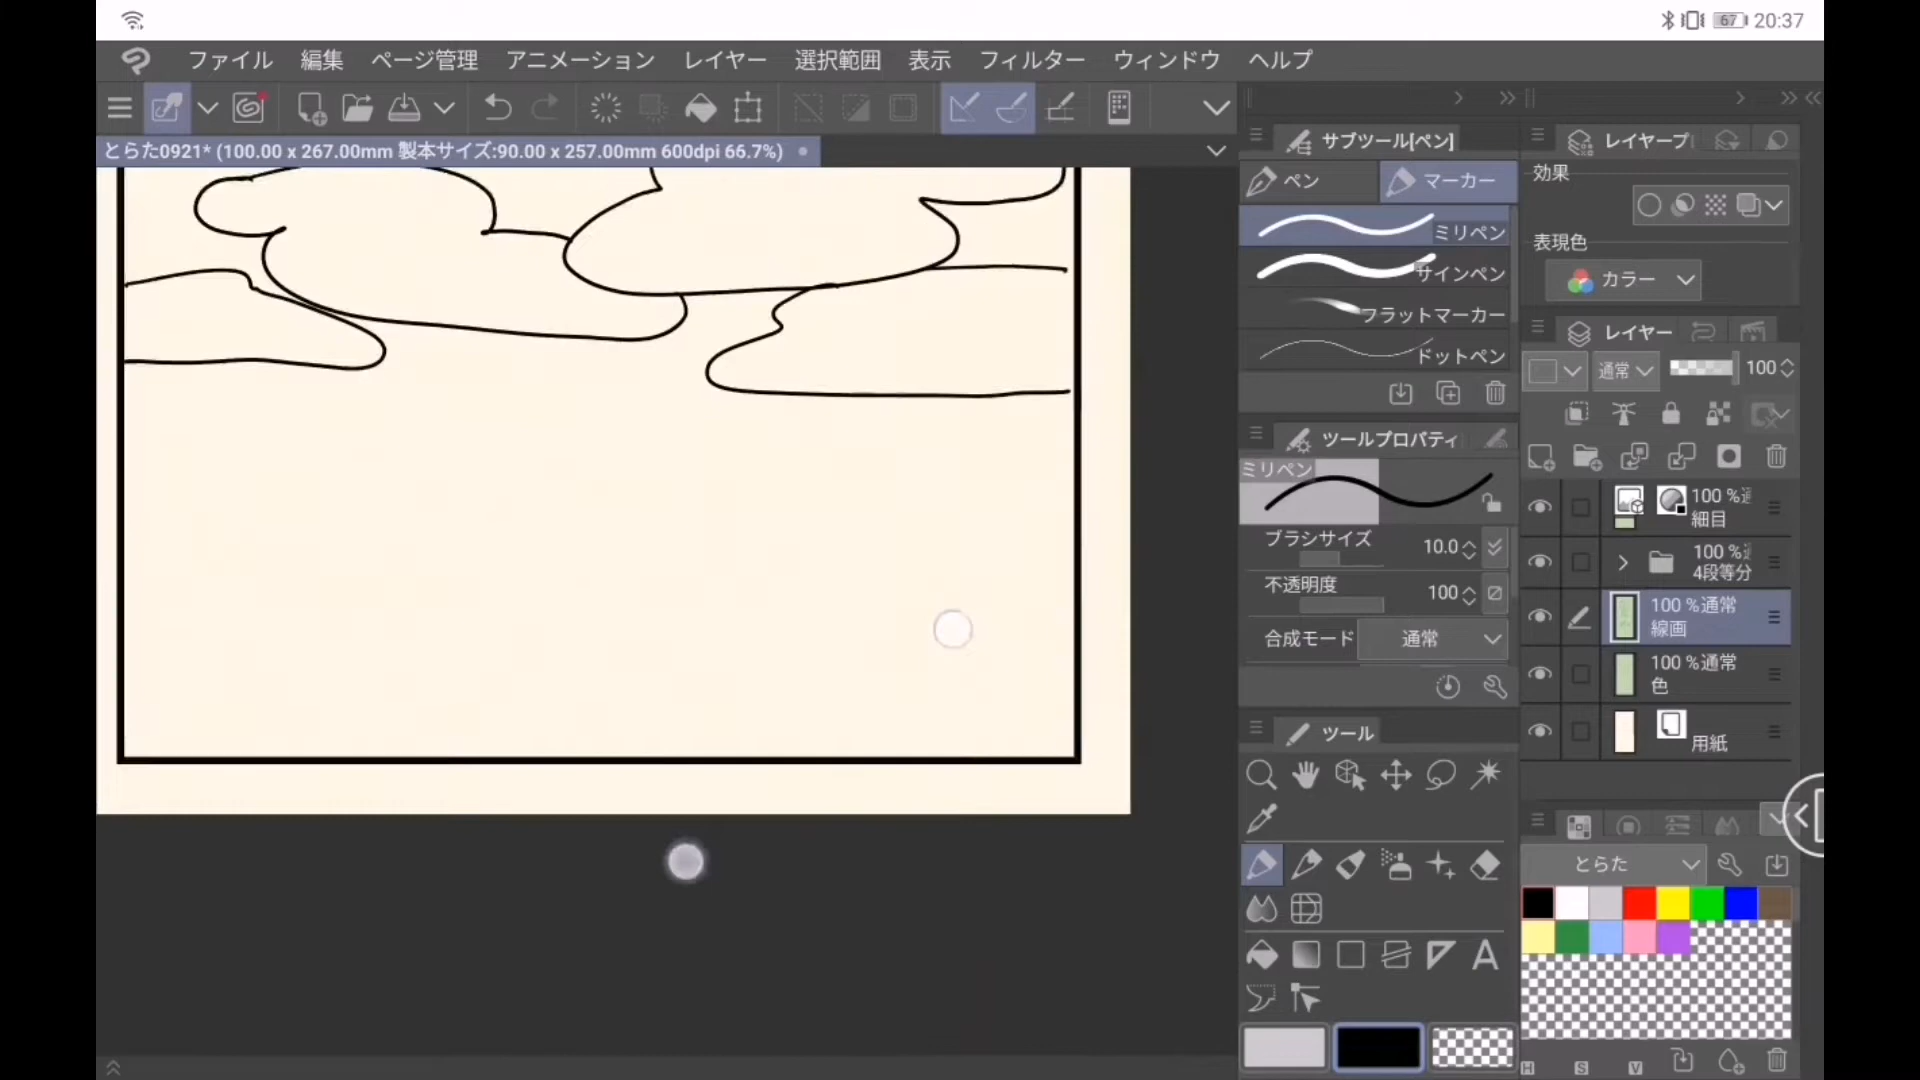 67 20:37
ファイル 編集 ページ管理 アニメーション レイヤー 選択範囲 表示 フィルター ウィンドウ ヘルプ
とらた0921* (100.00 x 267.00mm 製本サイズ:90.00 x 257.00mm 600dpi 66.7%)
サブツール[ペン]
ペン マーカー
ミリペン
サインペン
フラットマーカー
ドットペン
ツールプロパティ
ミリペン
ブラシサイズ 10.0
不透明度 100
合成モード 通常
ツール
A
レイヤープ
効果
表現色
カラー
レイヤー
通常 100
100 %通
細目
100 %通
4段等分
100 %通常
線画
100 %通常
色
用紙
とらた
H S V